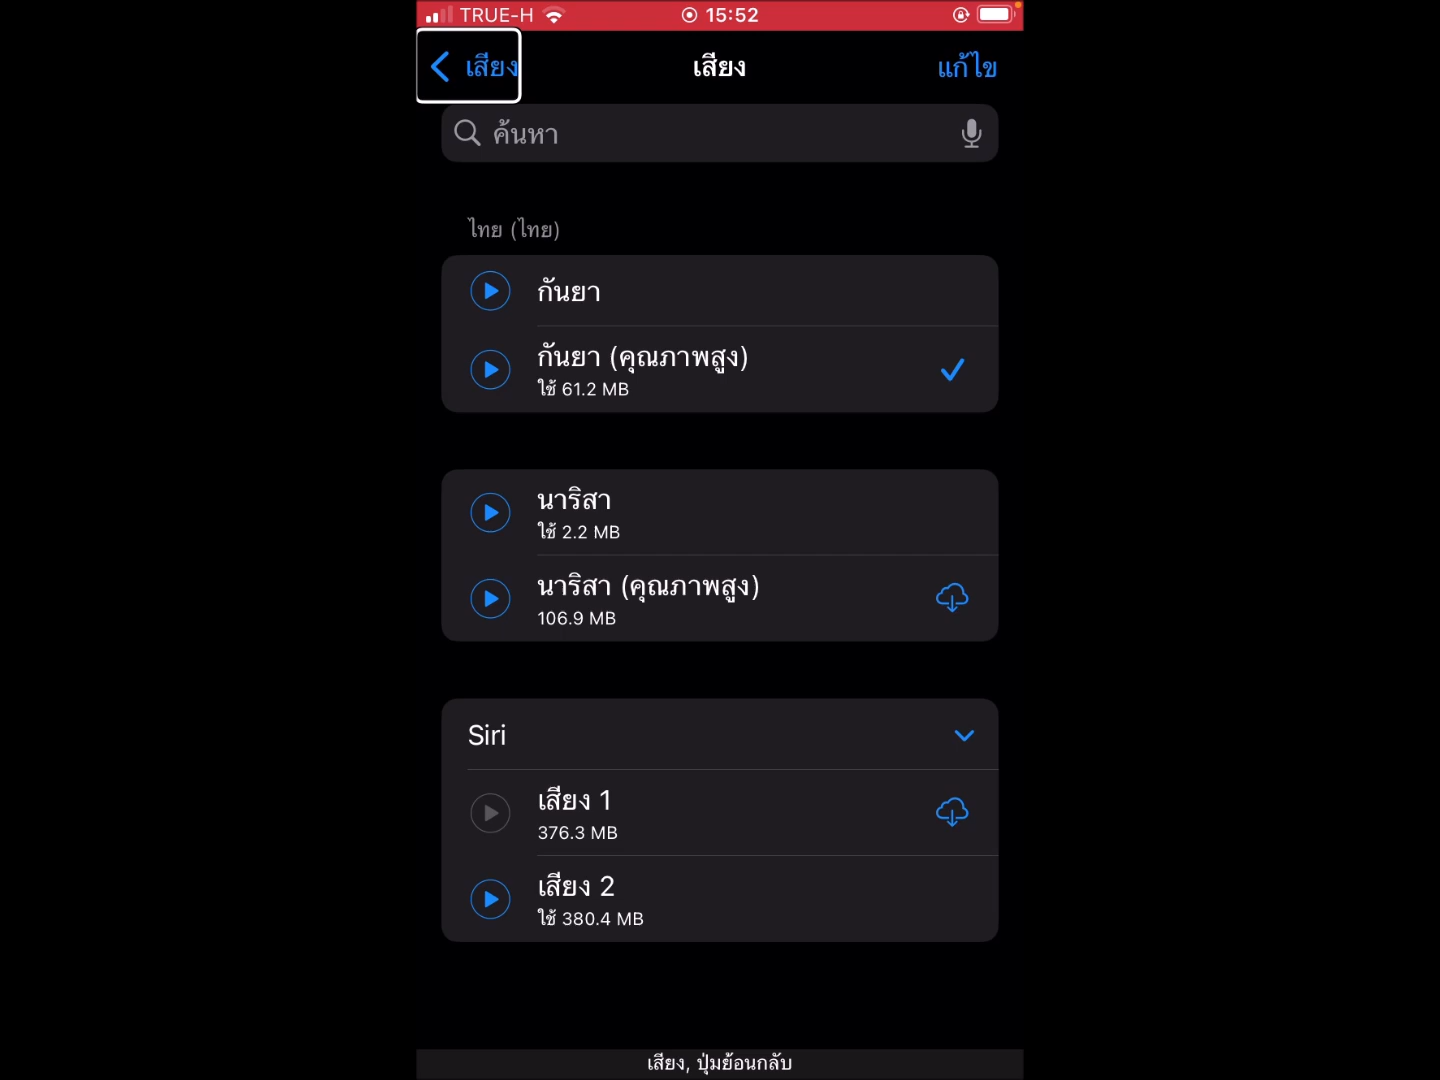 TRUE-H 15:52
เสียง เสียง แก้ไข
ค้นหา
ไทย (ไทย)
กันยา
กันยา (คุณภาพสูง)
ใช้ 61.2 MB
นาริสา
ใช้ 2.2 MB
นาริสา (คุณภาพสูง)
106.9 MB
Siri
เสียง 1
376.3 MB
เสียง 2
ใช้ 380.4 MB
เสียง, ปุ่มย้อนกลับ